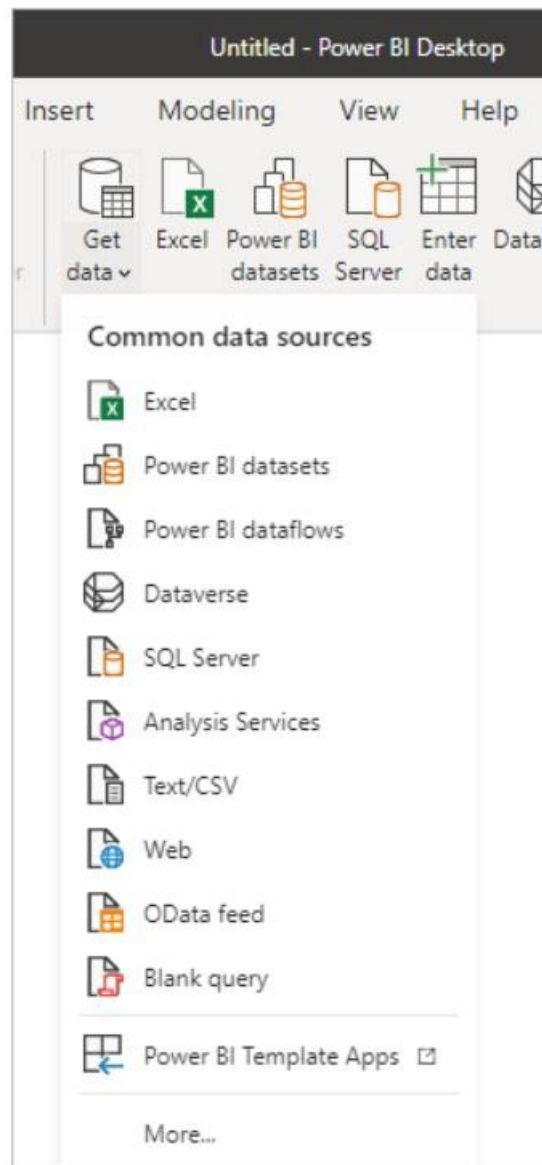 Untitled - Power BI Desktop
Insert Modeling View Help
Get Excel Power BI SQL Enter Data
data datasets Server data
Common data sources
Excel
Power BI datasets
Power BI dataflows
Dataverse
SQL Server
Analysis Services
Text/CSV
Web
OData feed
Blank query
Power BI Template Apps
More...